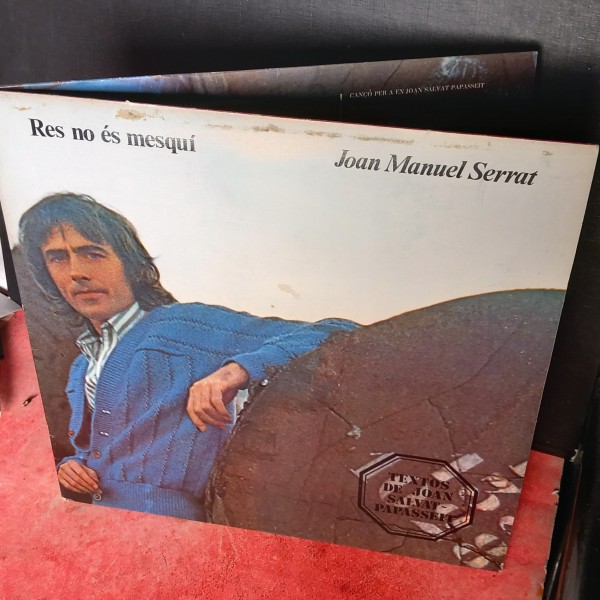 CANÇÓ PER A EN JOAN SALVAT PAPASSEIT
Res no és mesquí
Joan Manuel Serrat
TEXTOS
DE JOAN
SALVAT-
PAPASSEIT